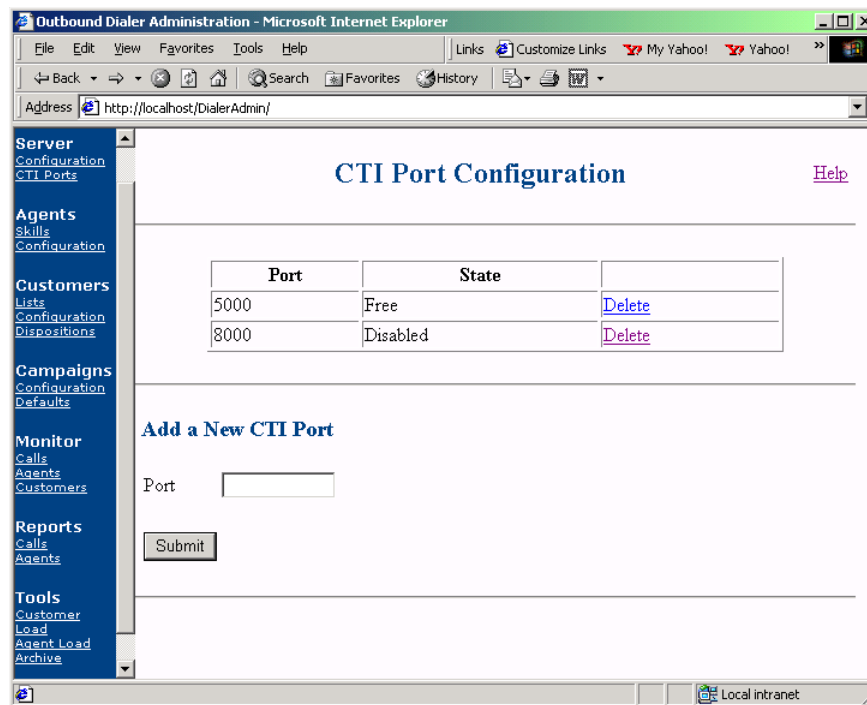 Outbound Dialer Administration - Microsoft Internet Explorer
File Edit View Favorites Tools Help Links Customize Links My Yahoo! Yahoo! »
Back Search Favorites History
Address http://localhost/DialerAdmin/
Server
Configuration
CTI Ports
Agents
Skills
Configuration
Customers
Lists
Configuration
Dispositions
Campaigns
Configuration
Defaults
Monitor
Calls
Agents
Customers
Reports
Calls
Agents
Tools
Customer
Load
Agent Load
Archive
CTI Port Configuration
Help
Port State
5000 Free Delete
8000 Disabled Delete
Add a New CTI Port
Port
Submit
Local intranet